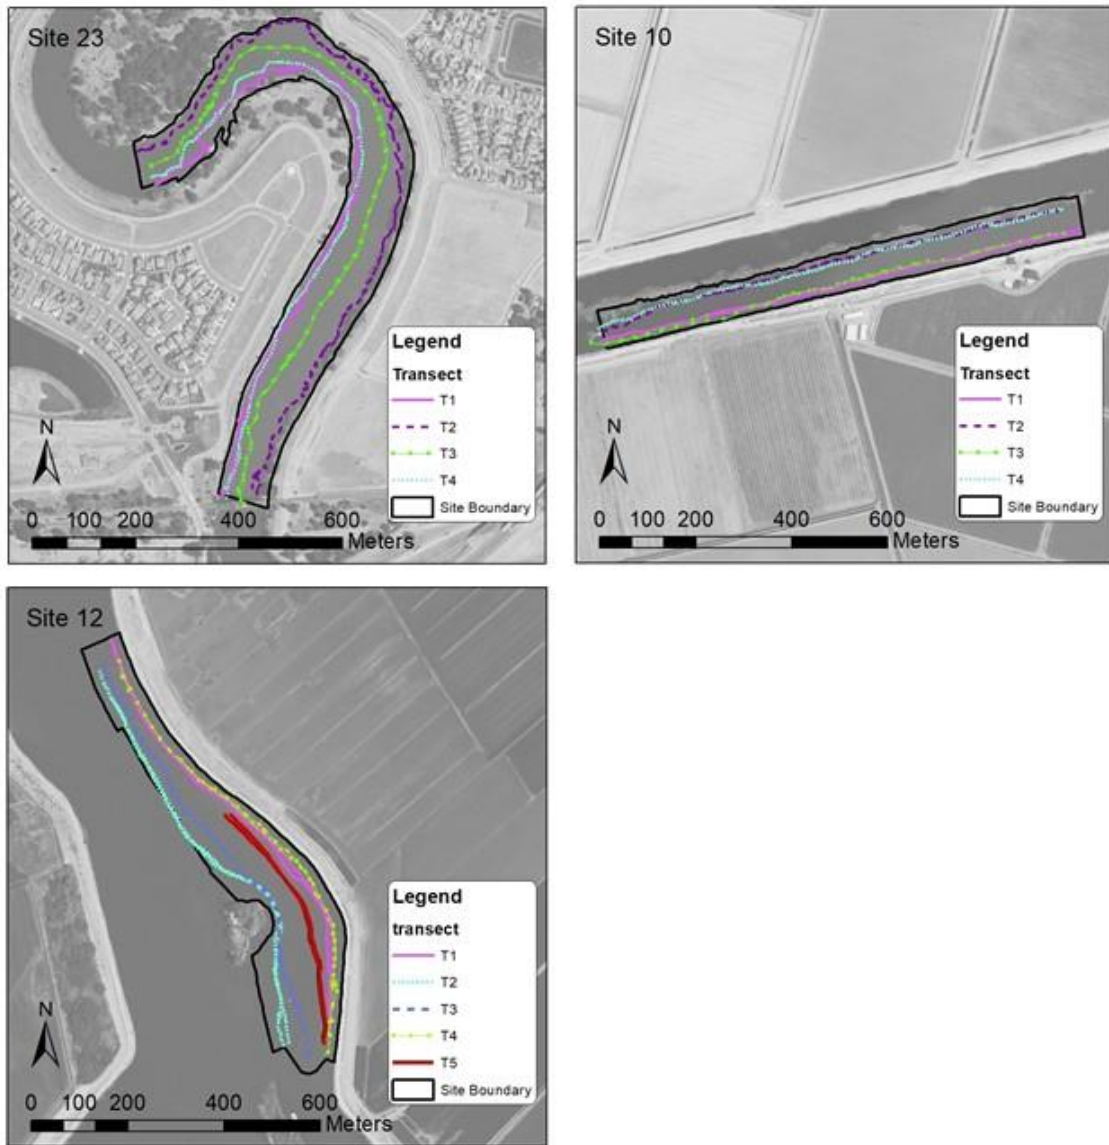 Site 23
N
Legend
Transect
T1
T2
T3
T4
Site Boundary
0 100 200 400 600
Meters
Site 10
N
Legend
Transect
T1
T2
T3
T4
Site Boundary
0 100 200 400 600
Meters
Site 12
N
Legend
transect
T1
T2
T3
T4
T5
Site Boundary
0 100 200 400 600
Meters